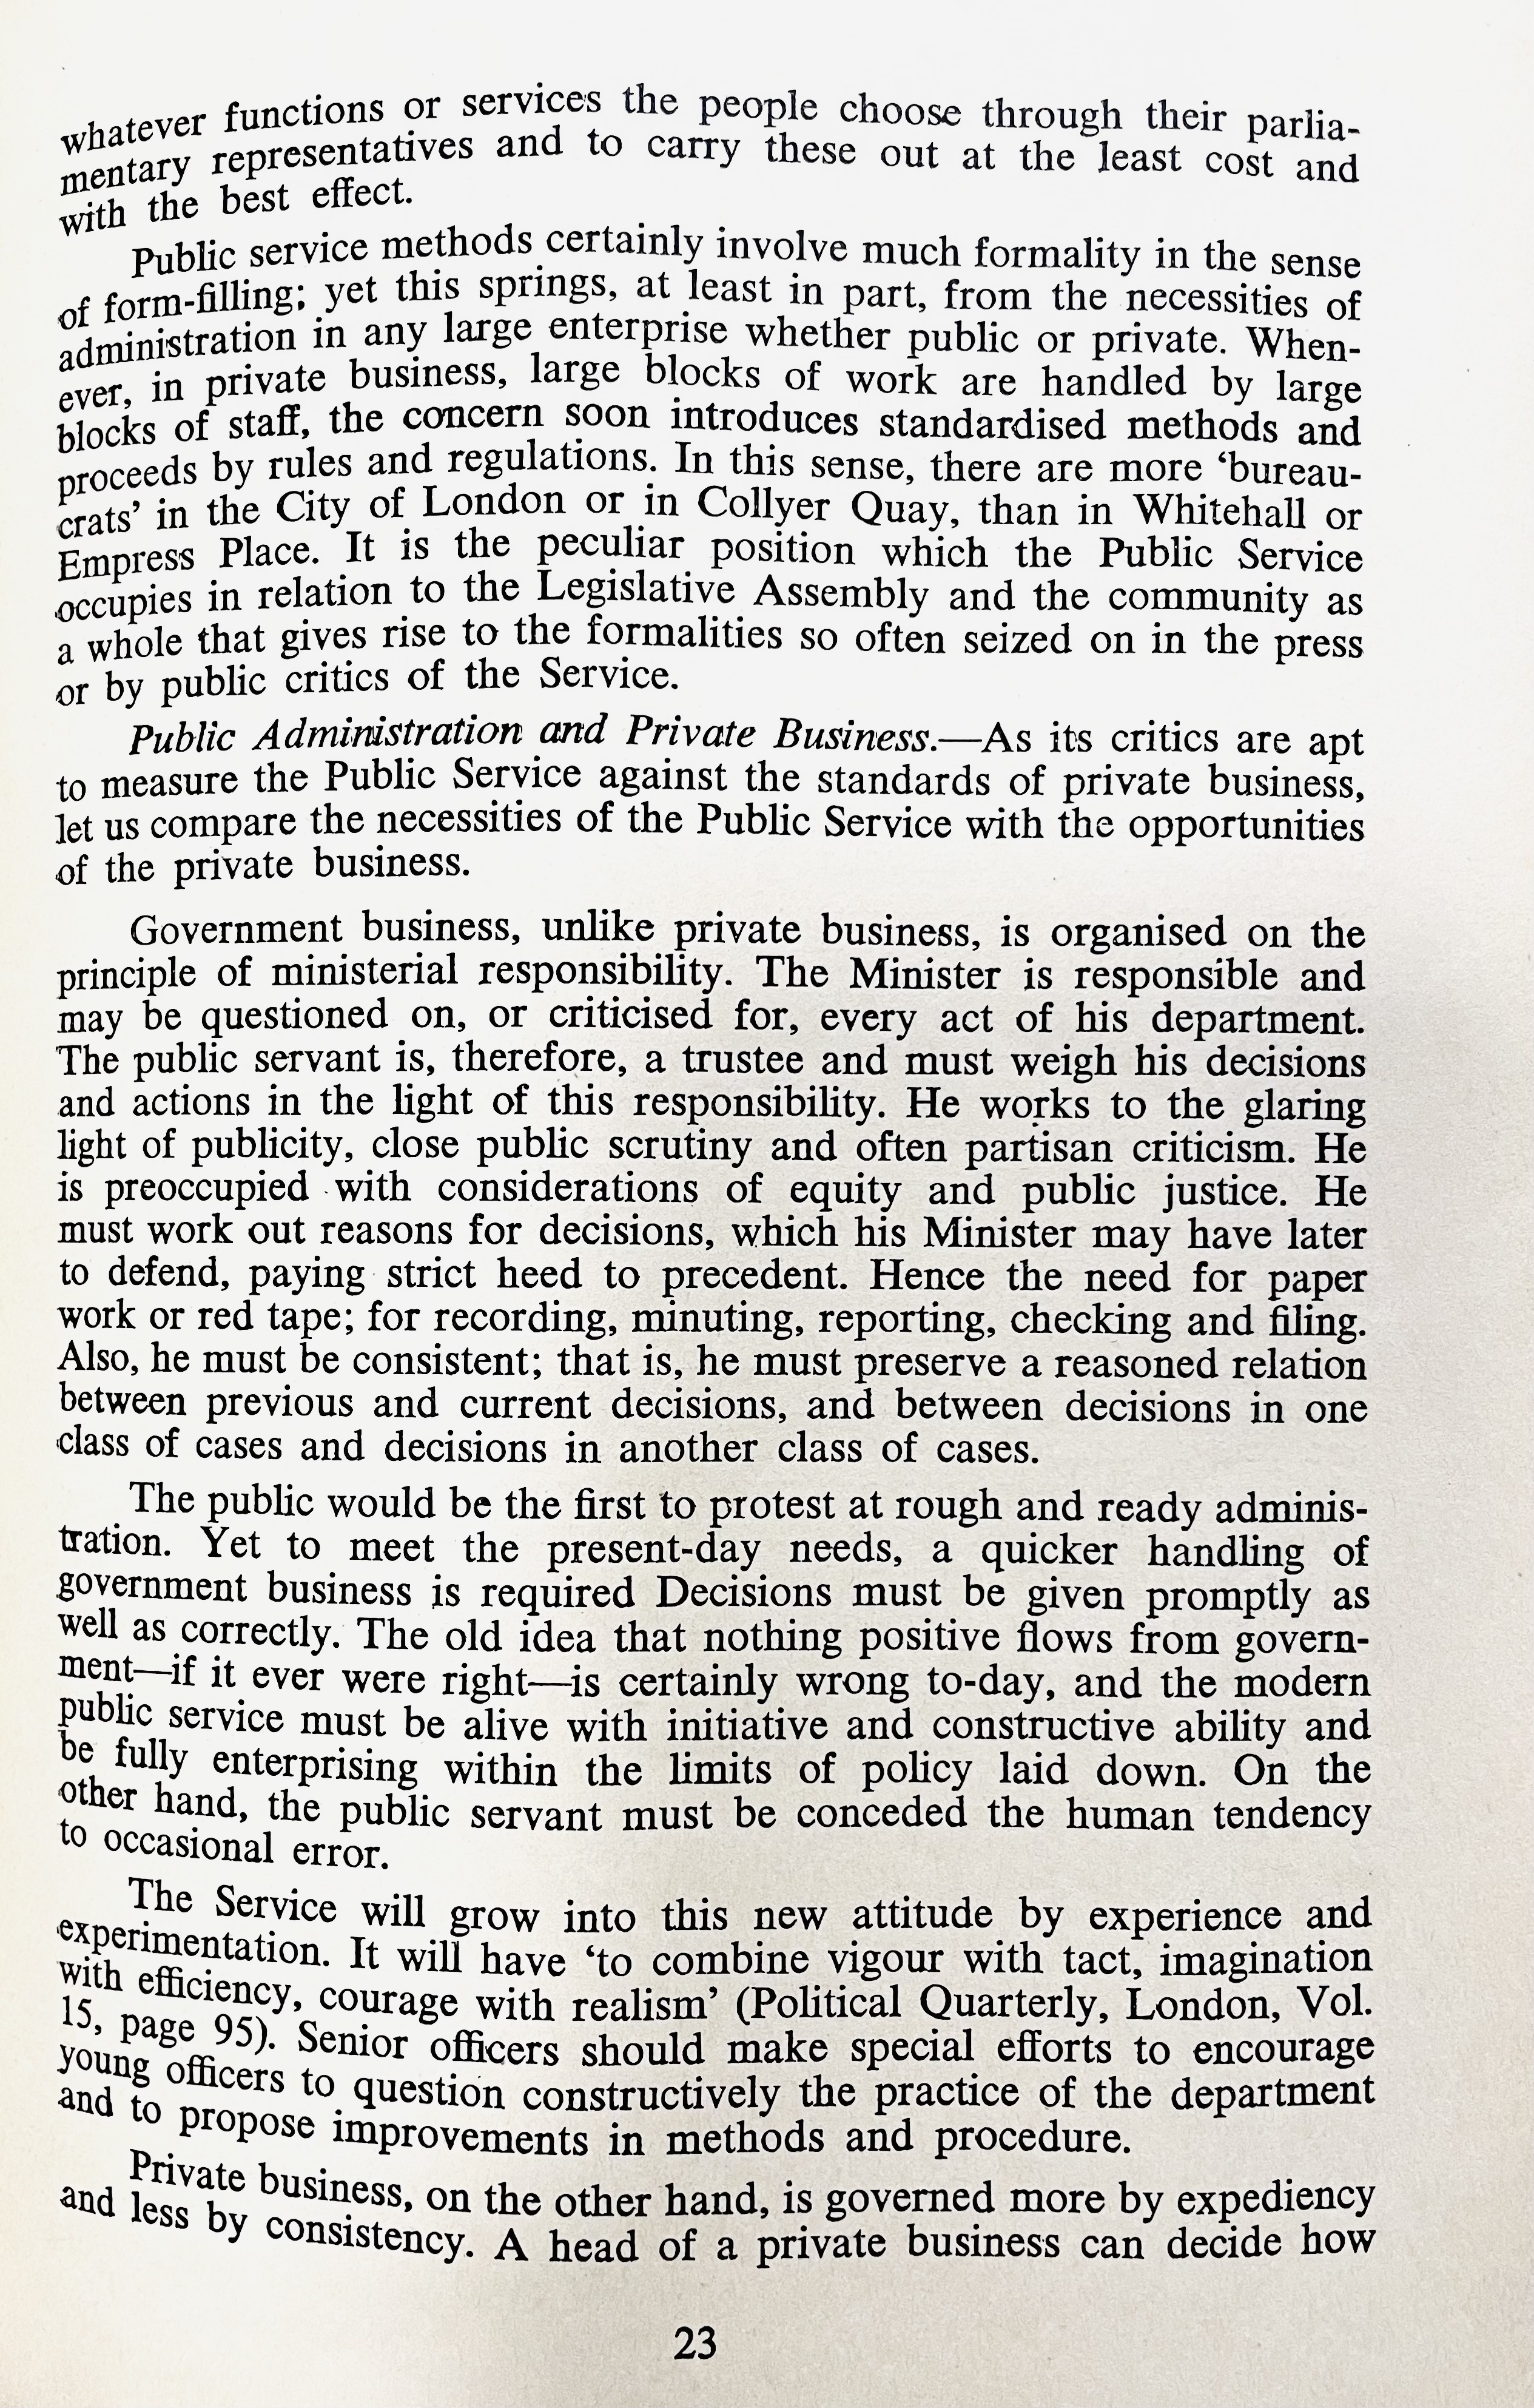 whatever functions or services the people choose through their parlia-
mentary representatives and to carry these out at the least cost and
with the best effect.
Public service methods certainly involve much formality in the sense
of form-filling; yet this springs, at least in part, from the necessities of
administration in any large enterprise whether public or private. When-
ever, in private business, large blocks of work are handled by large
blocks of staff, the concern soon introduces standardised methods and
proceeds by rules and regulations. In this sense, there are more ‘bureau-
crats’ in the City of London or in Collyer Quay, than in Whitehall or
Empress Place. It is the peculiar position which the Public Service
occupies in relation to the Legislative Assembly and the community as
a whole that gives rise to the formalities so often seized on in the press
or by public critics of the Service.
Public Administration and Private Business.—As its critics are apt
to measure the Public Service against the standards of private business,
let us compare the necessities of the Public Service with the opportunities
of the private business.
Government business, unlike private business, is organised on the
principle of ministerial responsibility. The Minister is responsible and
may be questioned on, or criticised for, every act of his department.
The public servant is, therefore, a trustee and must weigh his decisions
and actions in the light of this responsibility. He works to the glaring
light of publicity, close public scrutiny and often partisan criticism. He
is preoccupied with considerations of equity and public justice. He
must work out reasons for decisions, which his Minister may have later
to defend, paying strict heed to precedent. Hence the need for paper
work or red tape; for recording, minuting, reporting, checking and filing.
Also, he must be consistent; that is, he must preserve a reasoned relation
between previous and current decisions, and between decisions in one
class of cases and decisions in another class of cases.
The public would be the first to protest at rough and ready adminis-
tration. Yet to meet the present-day needs, a quicker handling of
government business is required Decisions must be given promptly as
well as correctly. The old idea that nothing positive flows from govern-
ment—if it ever were right—is certainly wrong to-day, and the modern
public service must be alive with initiative and constructive ability and
be fully enterprising within the limits of policy laid down. On the
other hand, the public servant must be conceded the human tendency
to occasional error.
The Service will grow into this new attitude by experience and
experimentation. It will have ‘to combine vigour with tact, imagination
with efficiency, courage with realism’ (Political Quarterly, London, Vol.
15, page 95). Senior officers should make special efforts to encourage
young officers to question constructively the practice of the department
and to propose improvements in methods and procedure.
Private business, on the other hand, is governed more by expediency
and less by consistency. A head of a private business can decide how
23